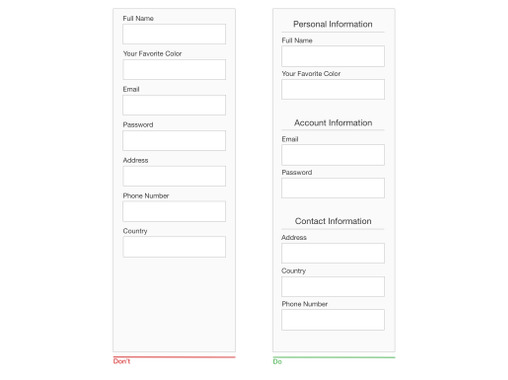 Full Name
Your Favorite Color
Email
Password
Address
Phone Number
Country
Don't
Personal Information
Full Name
Your Favorite Color
Account Information
Email
Password
Contact Information
Address
Country
Phone Number
Do